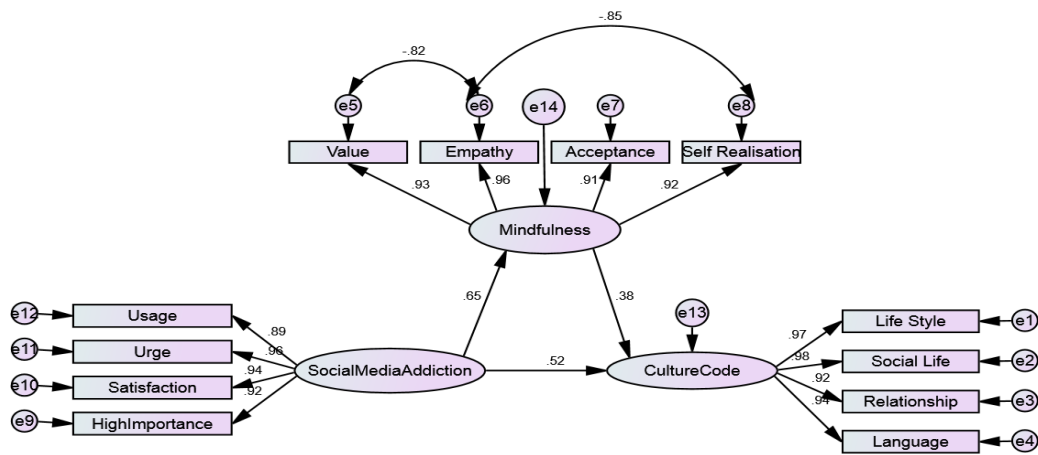 -.85
-.82
e5
e6
e14
e7
e8
Value
Empathy
Acceptance
Self Realisation
.93
.96
.91
.92
Mindfulness
.65
.38
e12
Usage
e13
Life Style
e1
.89
.97
e11
Urge
.96
Social Life
e2
.98
SocialMediaAddiction
.52
CultureCode
e10
Satisfaction
.94
.92
Relationship
e3
e9
HighImportance
.92
.94
Language
e4